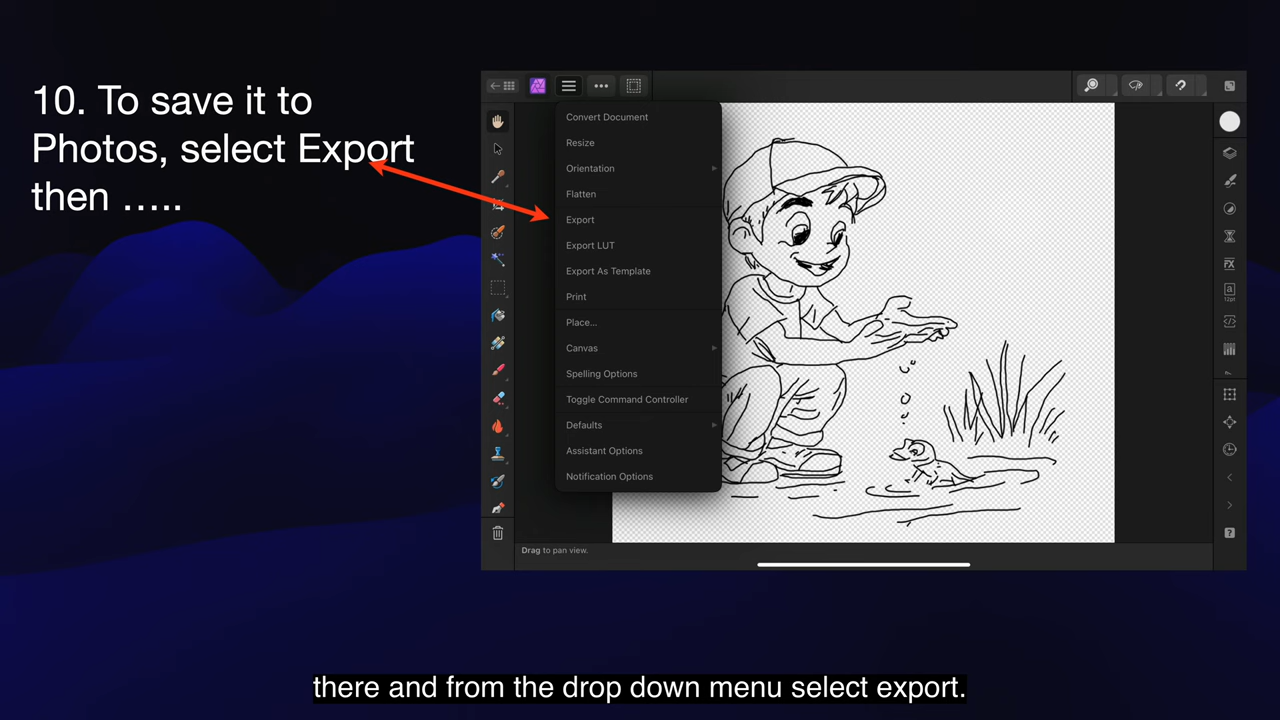 10. To save it to
Photos, select Export
then …..
Convert Document
Resize
Orientation
Flatten
Export
Export LUT
Export As Template
Print
Place...
Canvas
Spelling Options
Toggle Command Controller
Defaults
Assistant Options
Notification Options
FX
a
12pt
?
Drag to pan view.
there and from the drop down menu select export.